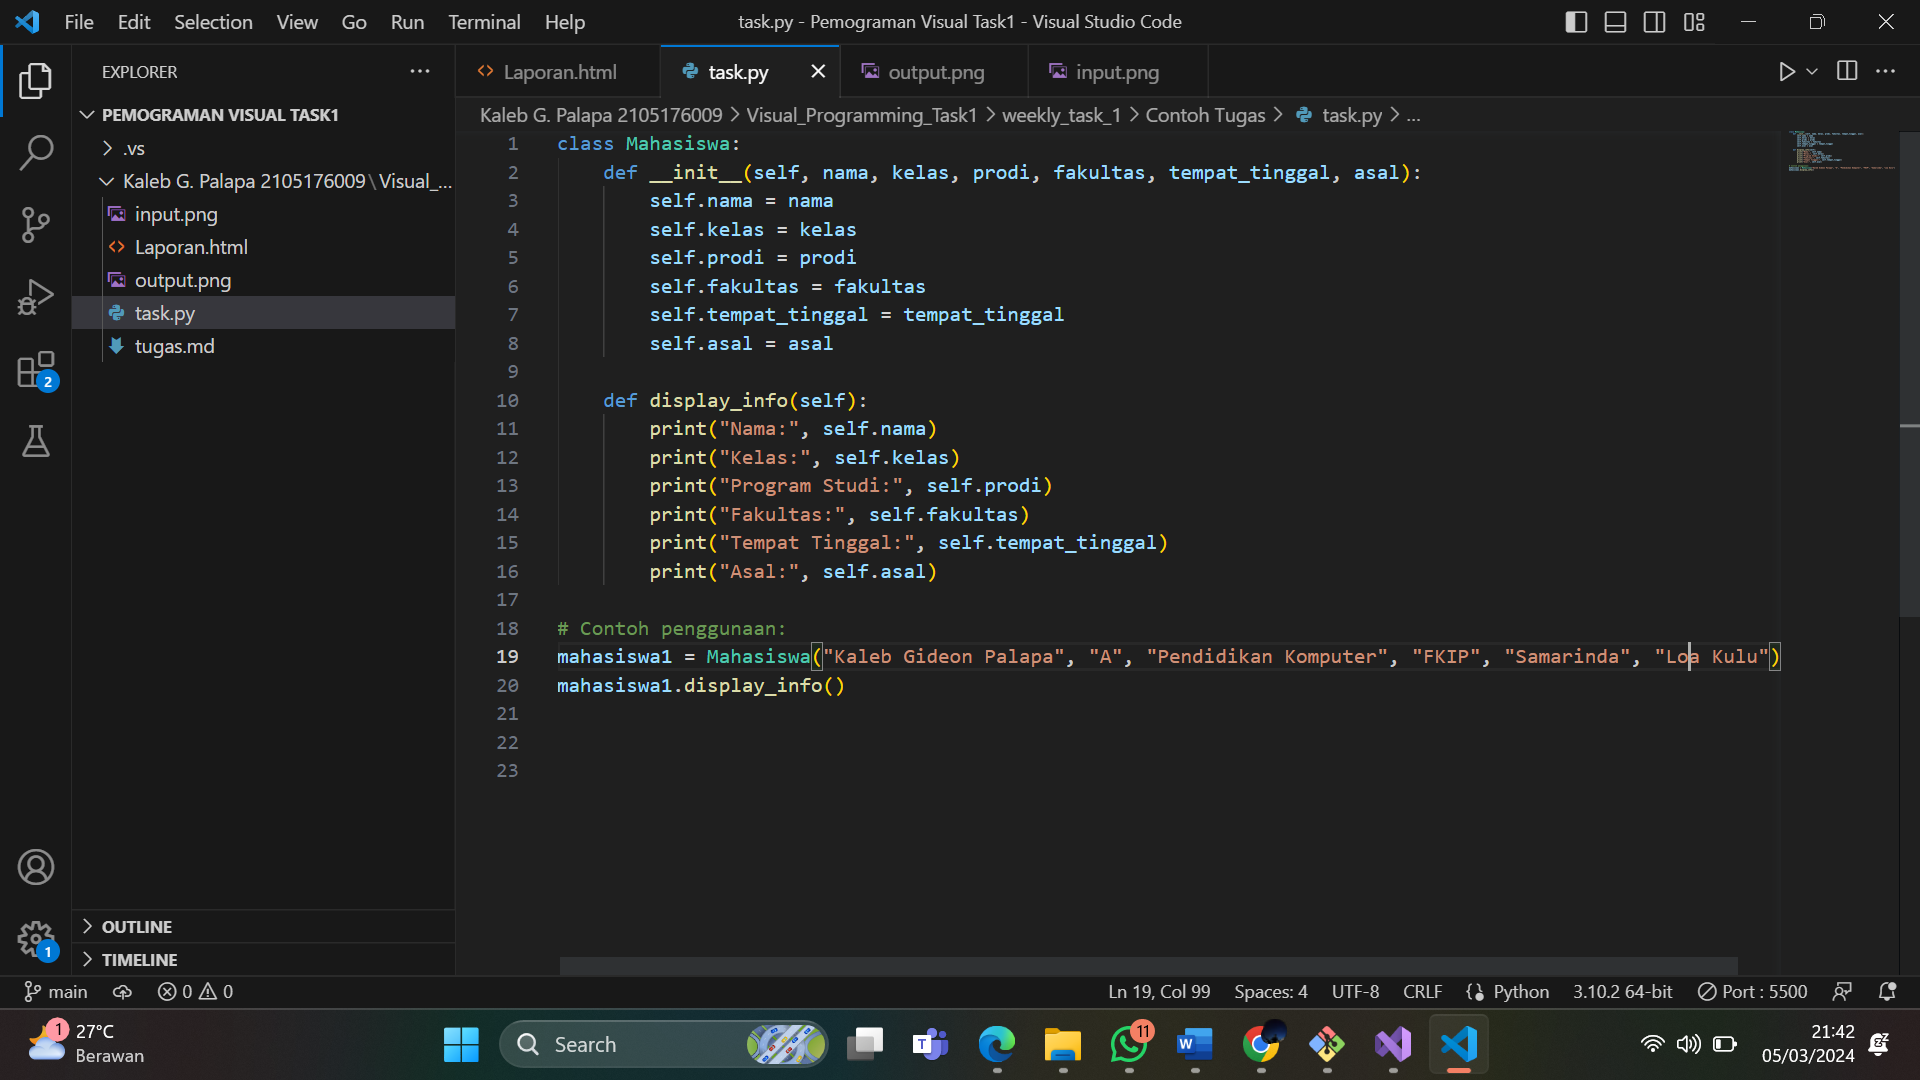 File Edit Selection View Go Run Terminal Help
task.py - Pemograman Visual Task1 - Visual Studio Code
EXPLORER
Laporan.html
task.py
output.png
input.png
PEMOGRAMAN VISUAL TASK1
.vs
Kaleb G. Palapa 2105176009\Visual_...
input.png
Laporan.html
output.png
task.py
tugas.md
2
Kaleb G. Palapa 2105176009 > Visual_Programming_Task1 > weekly_task_1 > Contoh Tugas > task.py > ...
1 class Mahasiswa:
2     def __init__(self, nama, kelas, prodi, fakultas, tempat_tinggal, asal):
3         self.nama = nama
4         self.kelas = kelas
5         self.prodi = prodi
6         self.fakultas = fakultas
7         self.tempat_tinggal = tempat_tinggal
8         self.asal = asal
9
10     def display_info(self):
11         print("Nama:", self.nama)
12         print("Kelas:", self.kelas)
13         print("Program Studi:", self.prodi)
14         print("Fakultas:", self.fakultas)
15         print("Tempat Tinggal:", self.tempat_tinggal)
16         print("Asal:", self.asal)
17
18 # Contoh penggunaan:
19 mahasiswa1 = Mahasiswa("Kaleb Gideon Palapa", "A", "Pendidikan Komputer", "FKIP", "Samarinda", "Loa Kulu")
20 mahasiswa1.display_info()
21
22
23
OUTLINE
TIMELINE
1
main 0 0
Ln 19, Col 99 Spaces: 4 UTF-8 CRLF Python 3.10.2 64-bit Port : 5500
1
27°C
Berawan
Search
11
21:42
05/03/2024